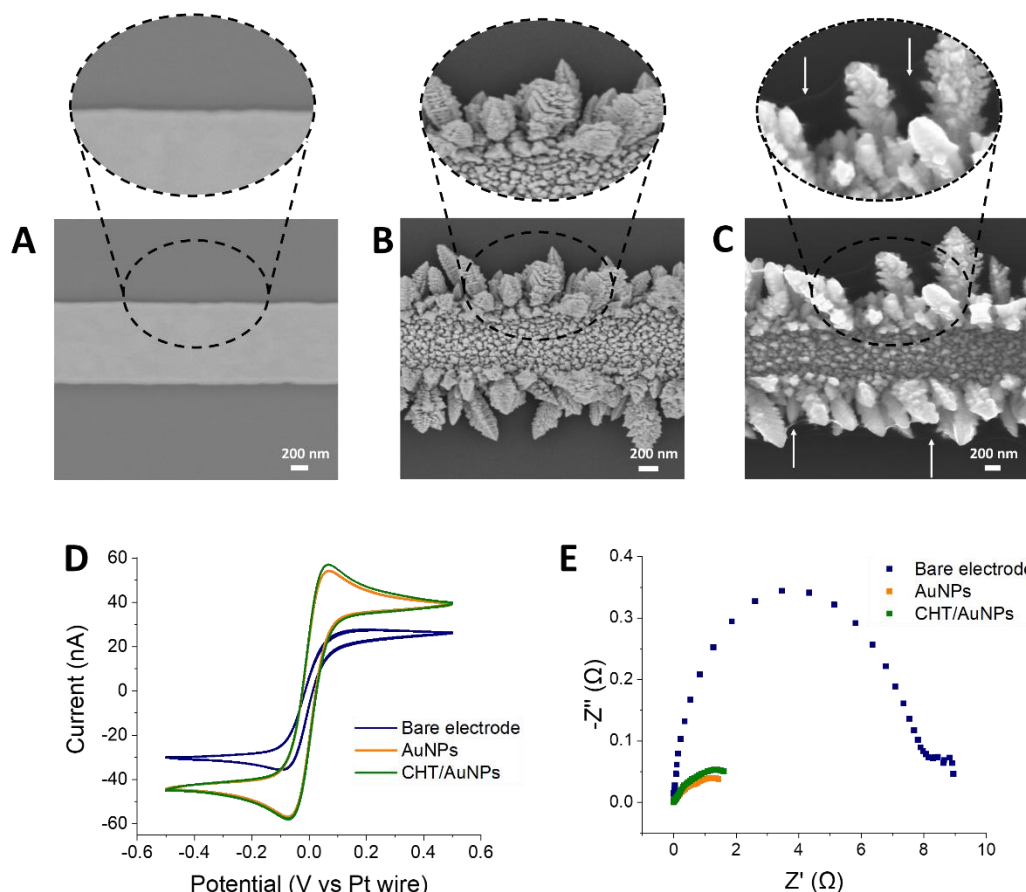 A
B
C
200 nm
200 nm
200 nm
D
60
40
20
0
-20
-40
-60
-0.6
-0.4
-0.2
0.0
0.2
0.4
0.6
Current (nA)
Potential (V vs Pt wire)
Bare electrode
AuNPs
CHT/AuNPs
E
0.4
0.3
0.2
0.1
0.0
0
2
4
6
8
10
-Z'' (Ω)
Z' (Ω)
Bare electrode
AuNPs
CHT/AuNPs